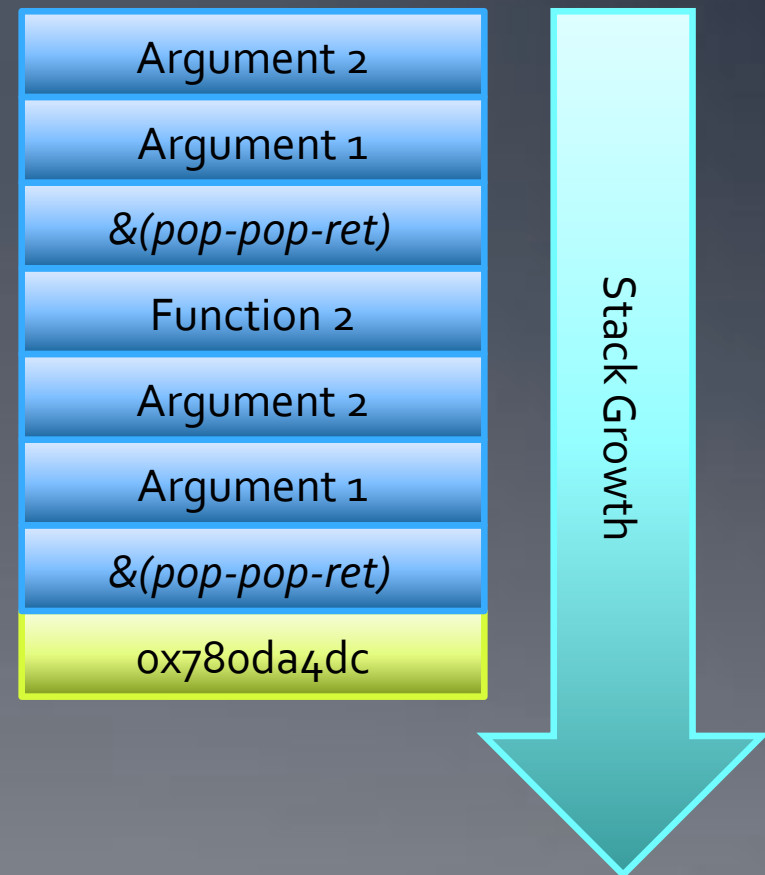 Argument 2
Argument 1
&(pop-pop-ret)
Function 2
Argument 2
Argument 1
&(pop-pop-ret)
0x780da4dc
Stack Growth